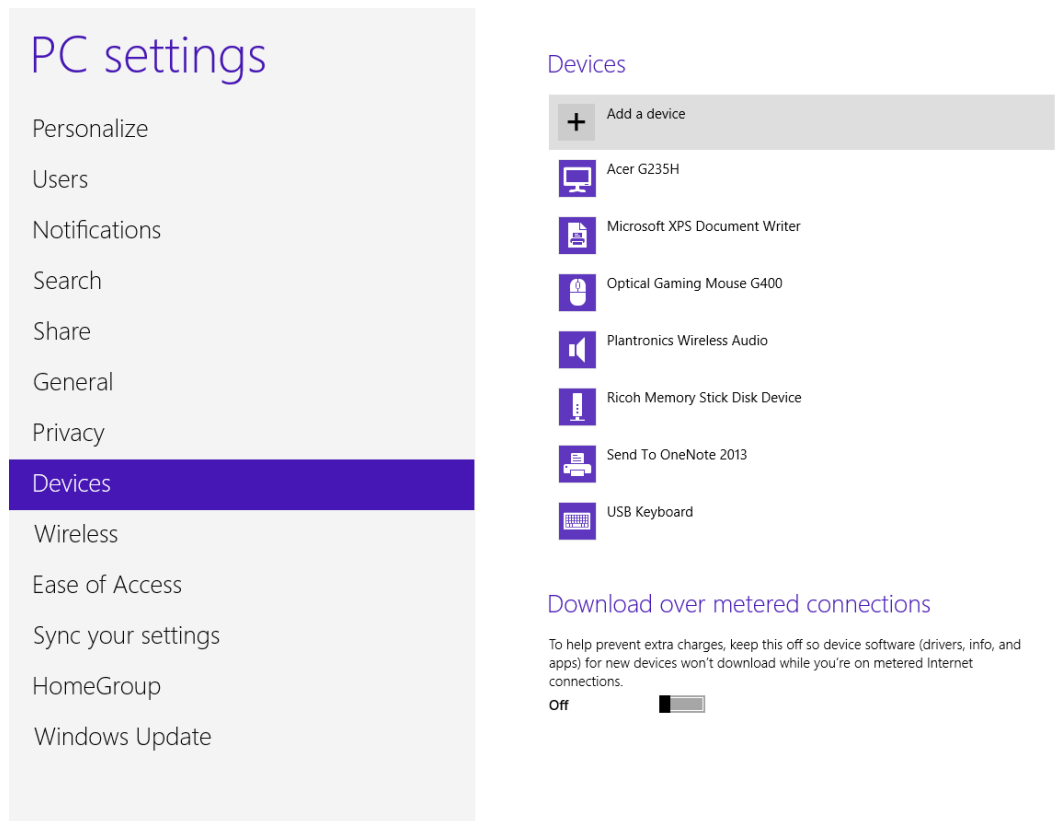 PC settings
Personalize
Users
Notifications
Search
Share
General
Privacy
Devices
Wireless
Ease of Access
Sync your settings
HomeGroup
Windows Update
Devices
Add a device
Acer G235H
Microsoft XPS Document Writer
Optical Gaming Mouse G400
Plantronics Wireless Audio
Ricoh Memory Stick Disk Device
Send To OneNote 2013
USB Keyboard
Download over metered connections
To help prevent extra charges, keep this off so device software (drivers, info, and
apps) for new devices won't download while you're on metered Internet
connections.
Off